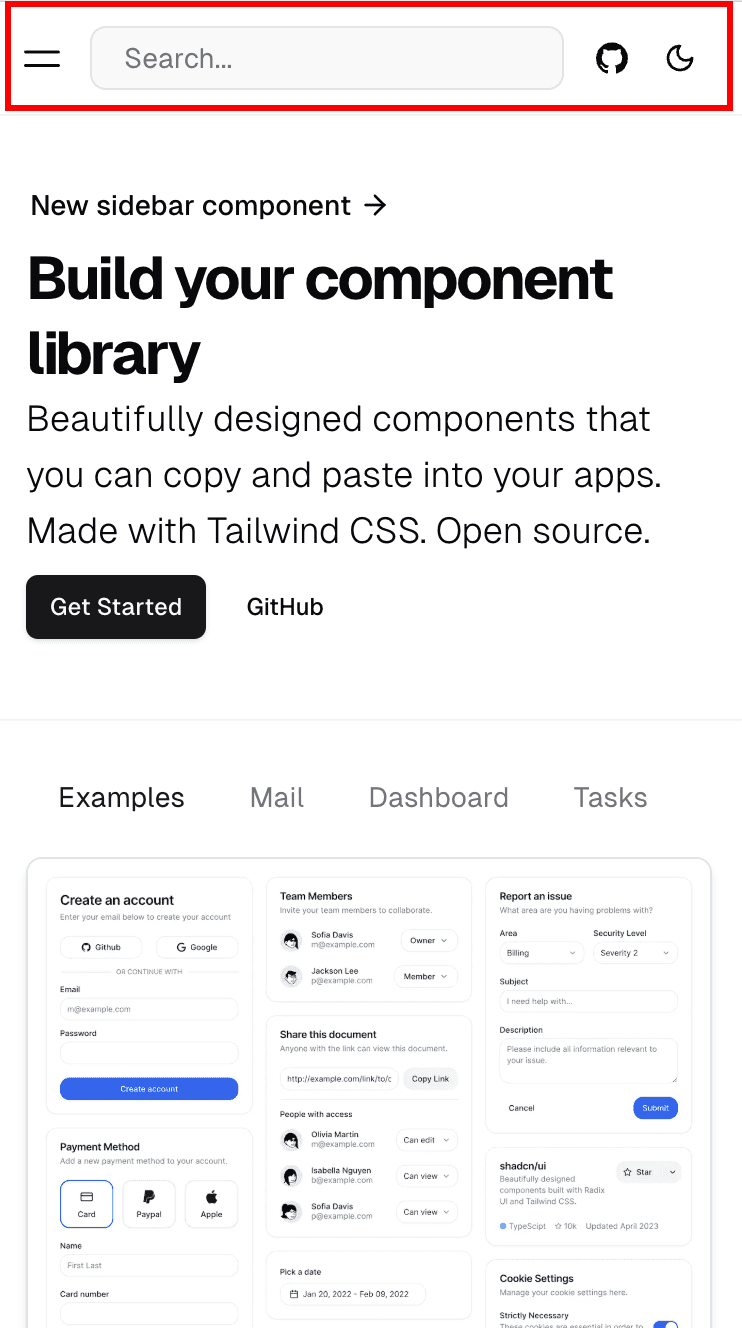 Search...
New sidebar component →
Build your component
library
Beautifully designed components that
you can copy and paste into your apps.
Made with Tailwind CSS. Open source.
Get Started
GitHub
Examples
Mail
Dashboard
Tasks
Create an account
Enter your email below to create your account
Github
Google
OR CONTINUE WITH
Email
m@example.com
Password
Create account
Payment Method
Add a new payment method to your account.
Card
Paypal
Apple
Name
First Last
Card number
Team Members
Invite your team members to collaborate.
Sofia Davis
m@example.com
Owner
Jackson Lee
p@example.com
Member
Share this document
Anyone with the link can view this document.
http://example.com/link/to/
Copy Link
People with access
Olivia Martin
m@example.com
Can edit
Isabella Nguyen
b@example.com
Can view
Sofia Davis
p@example.com
Can view
Pick a date
Jan 20, 2022 - Feb 09, 2022
Report an issue
What area are you having problems with?
Area
Security Level
Billing
Severity 2
Subject
I need help with...
Description
Please include all information relevant to
your issue.
Cancel
Submit
shadcn/ui
Beautifully designed
components built with Radix
UI and Tailwind CSS.
Star
TypeScipt
10k
Updated April 2023
Cookie Settings
Manage your cookie settings here.
Strictly Necessary
These cookies are essential in order to